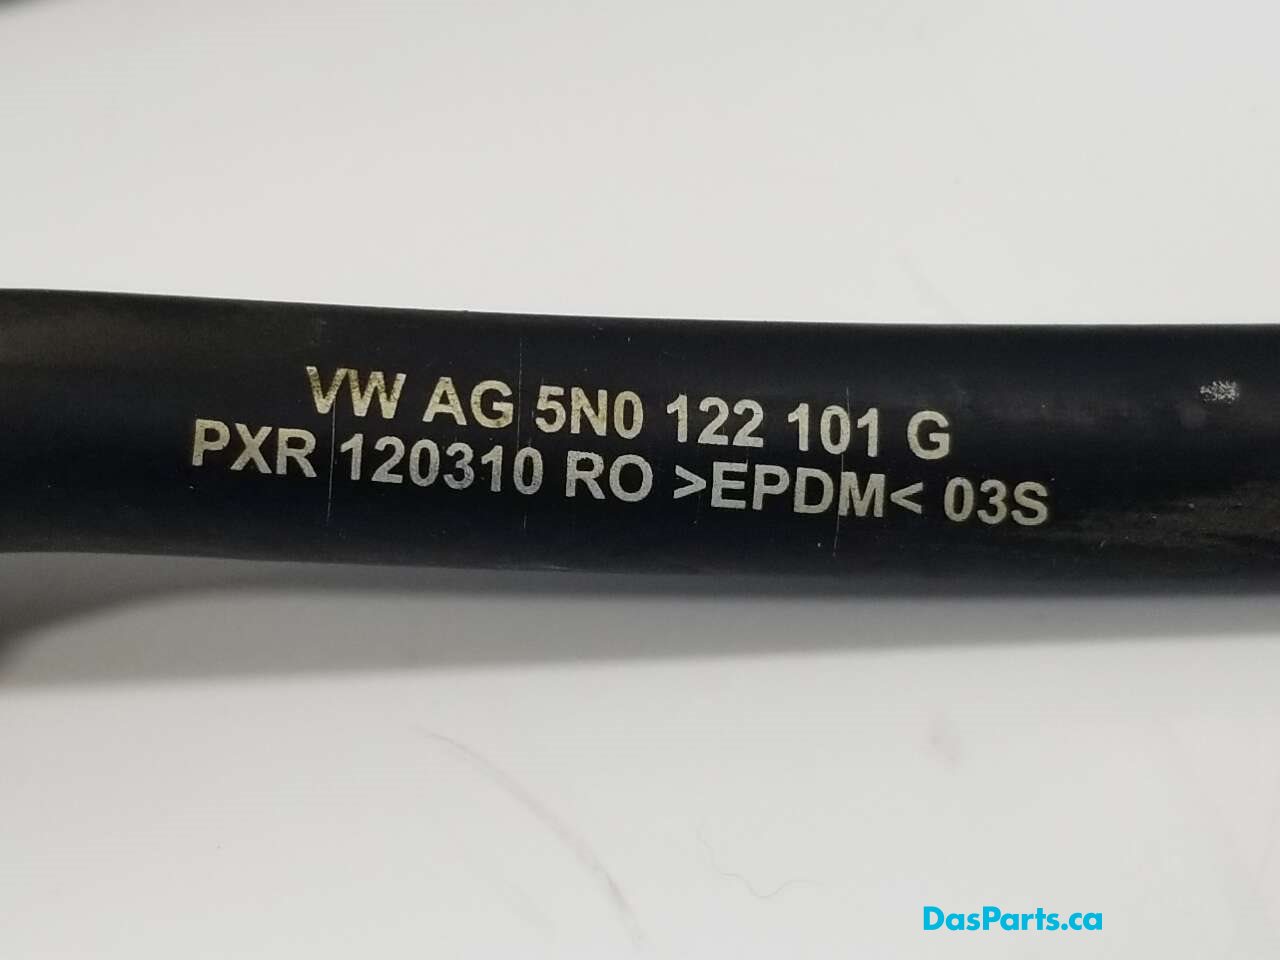 VW AG 5N0 122 101 G
PXR 120310 RO >EPDM< 03S
DasParts.ca